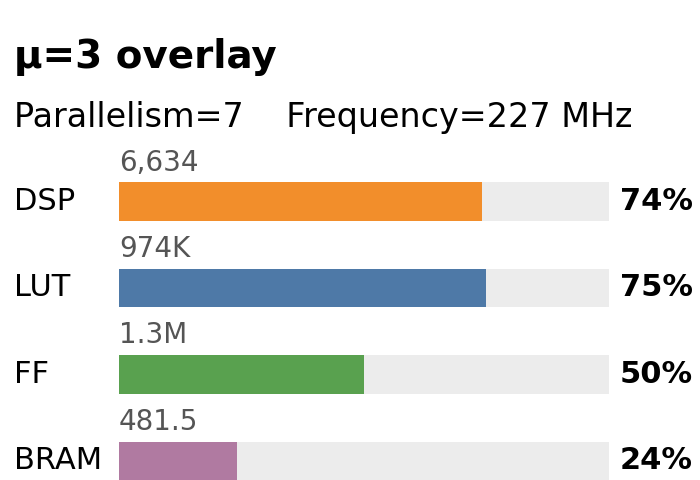 μ=3 overlay
Parallelism=7 Frequency=227 MHz
6,634
DSP 74%
974K
LUT 75%
1.3M
FF 50%
481.5
BRAM 24%